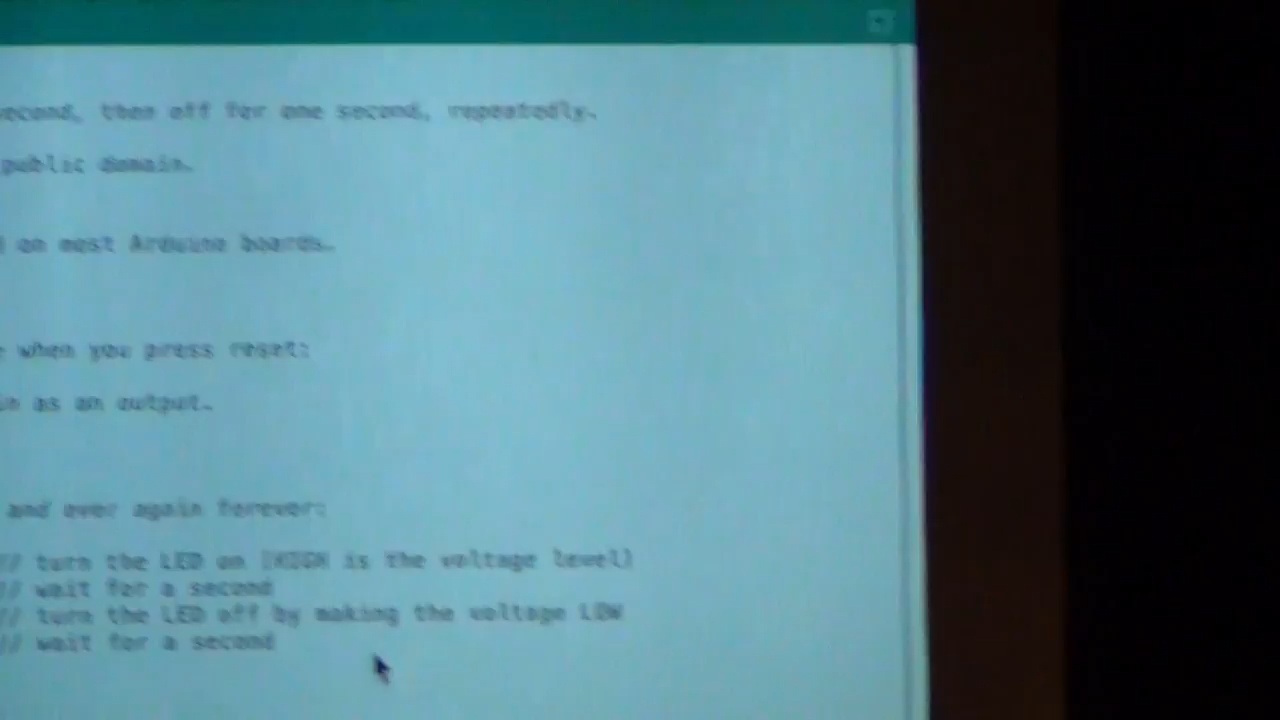 second, then off for one second, repeatedly.
public domain.
on most Arduino boards.
when you press reset:
in as an output.
and over again forever:
// turn the LED on (HIGH is the voltage level)
// wait for a second
// turn the LED off by making the voltage LOW
// wait for a second